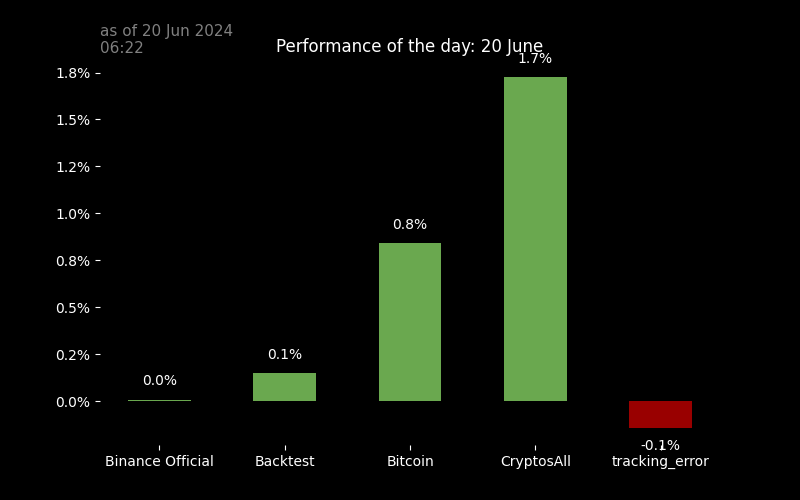 as of 20 Jun 2024
06:22
Performance of the day: 20 June
1.8%
1.5%
1.2%
1.0%
0.8%
0.5%
0.2%
0.0%
0.0%
0.1%
0.8%
1.7%
-0.1%
Binance Official
Backtest
Bitcoin
CryptosAll
tracking_error